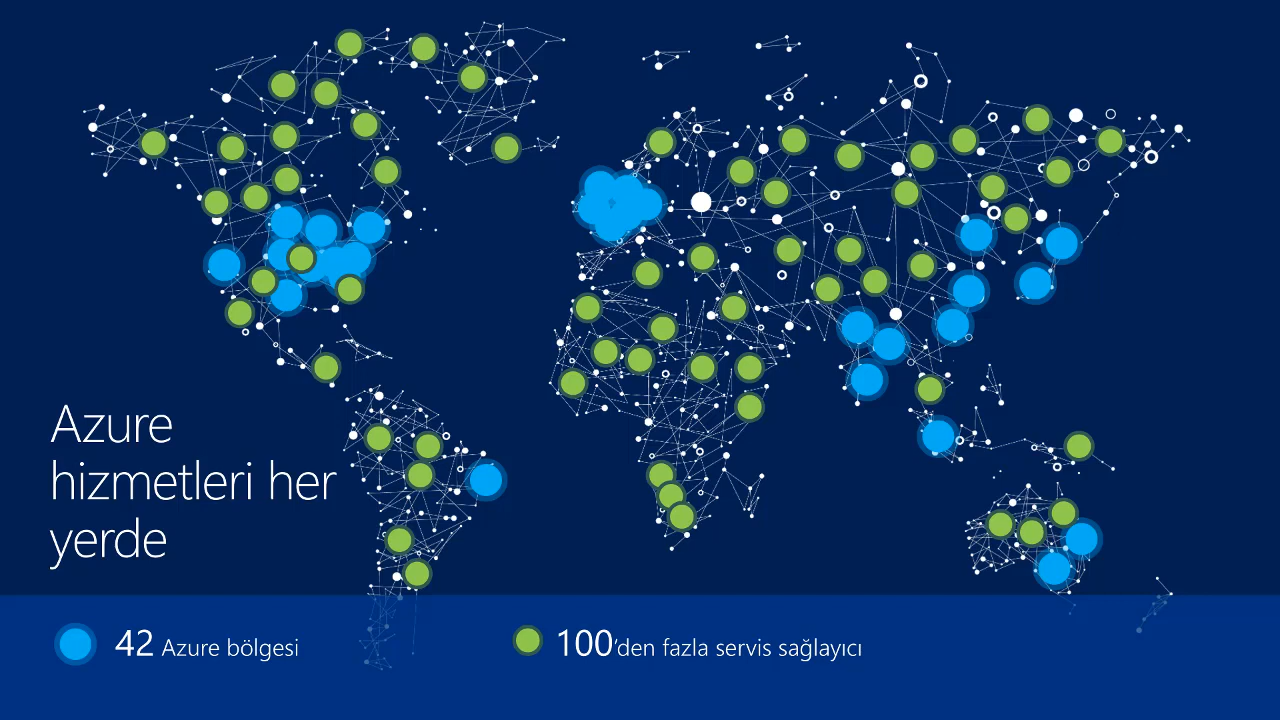 Azure
hizmetleri her
yerde
42 Azure bölgesi
100'den fazla servis sağlayıcı